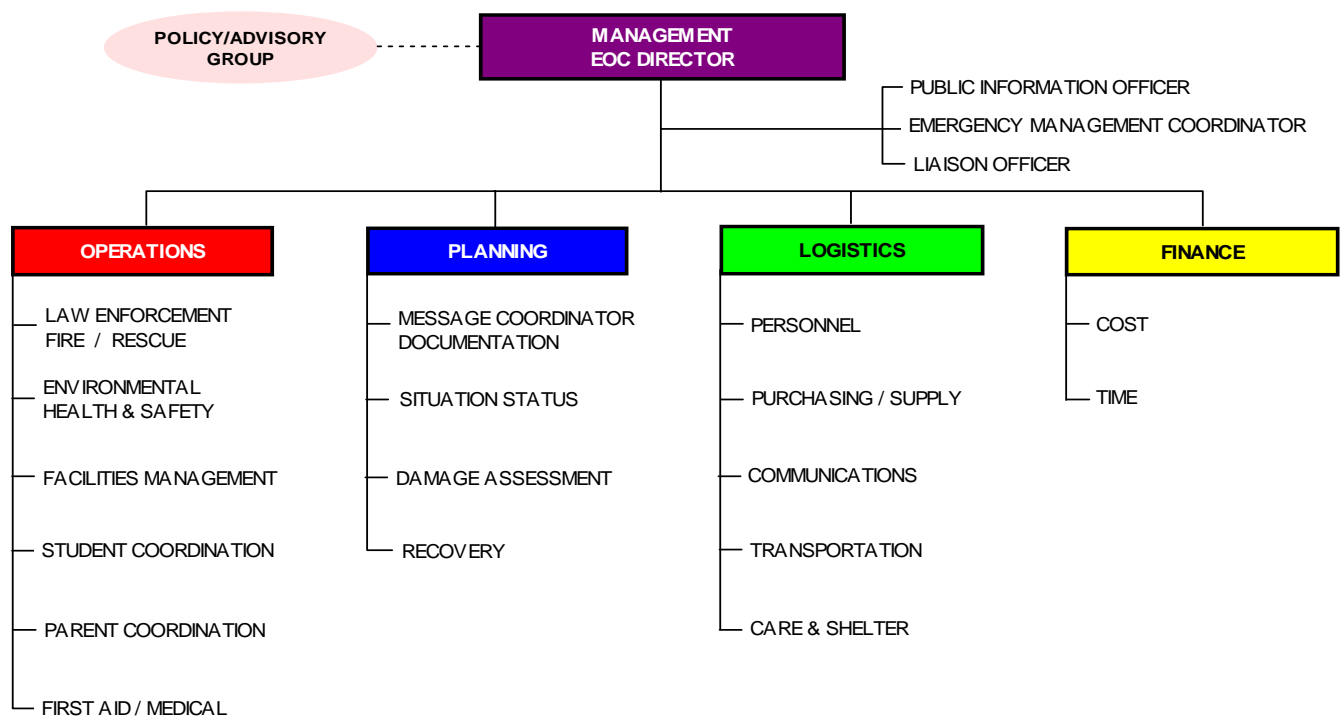 POLICY/ADVISORY
GROUP
MANAGEMENT
EOC DIRECTOR
PUBLIC INFORMATION OFFICER
EMERGENCY MANAGEMENT COORDINATOR
LIAISON OFFICER
OPERATIONS
LAW ENFORCEMENT
FIRE / RESCUE
ENVIRONMENTAL
HEALTH & SAFETY
FACILITIES MANAGEMENT
STUDENT COORDINATION
PARENT COORDINATION
FIRST AID / MEDICAL
PLANNING
MESSAGE COORDINATOR
DOCUMENTATION
SITUATION STATUS
DAMAGE ASSESSMENT
RECOVERY
LOGISTICS
PERSONNEL
PURCHASING / SUPPLY
COMMUNICATIONS
TRANSPORTATION
CARE & SHELTER
FINANCE
COST
TIME